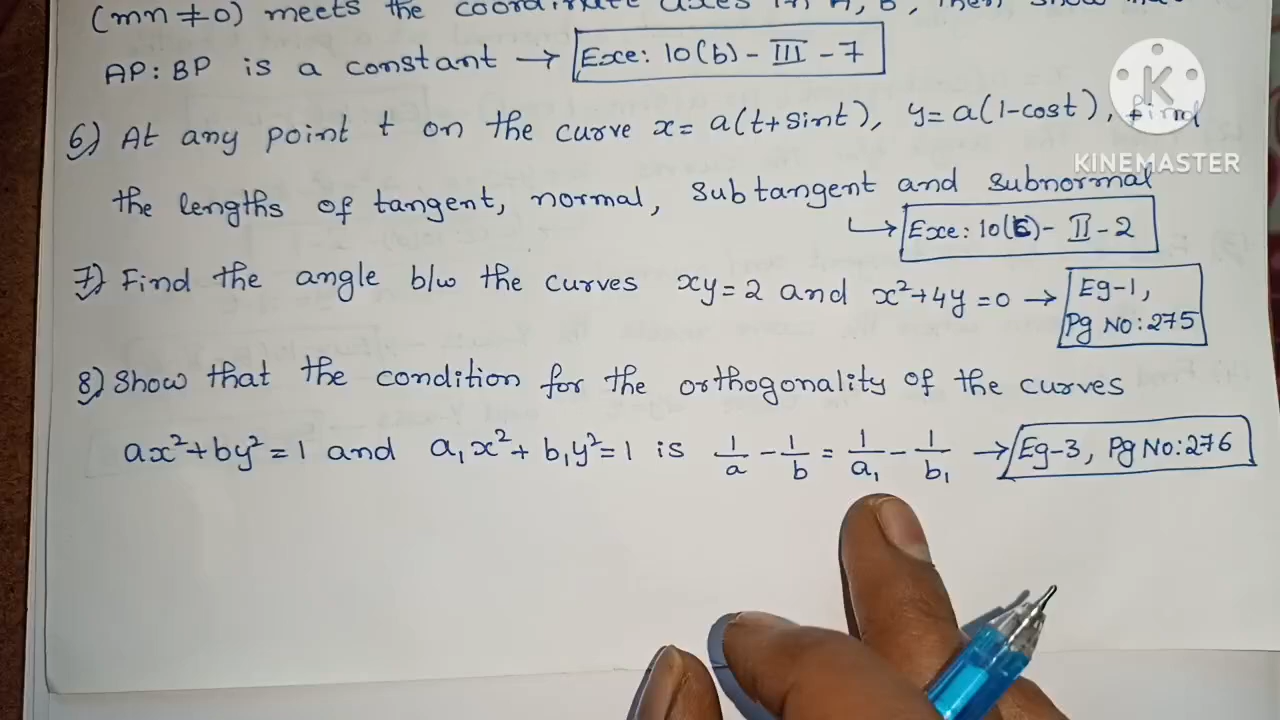 (mn ≠ 0) meets the coordinate axes in A, B, then show
AP : BP is a constant → Exe: 10(b) - III - 7
6) At any point t on the curve x = a(t+sint), y = a(1-cost), find
the lengths of tangent, normal, subtangent and subnormal
↳ Exe: 10(c) - II - 2
7) Find the angle b/w the curves xy = 2 and x²+4y = 0 → Eg-1,
Pg No: 275
8) Show that the condition for the orthogonality of the curves
ax²+by² = 1 and a₁x²+b₁y² = 1 is 1/a - 1/b = 1/a₁ - 1/b₁ → Eg-3, Pg No: 276
K
KINEMASTER